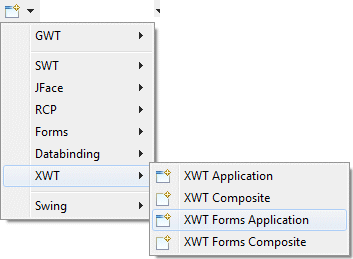 GWT
SWT
JFace
RCP
Forms
Databinding
XWT
Swing
XWT Application
XWT Composite
XWT Forms Application
XWT Forms Composite